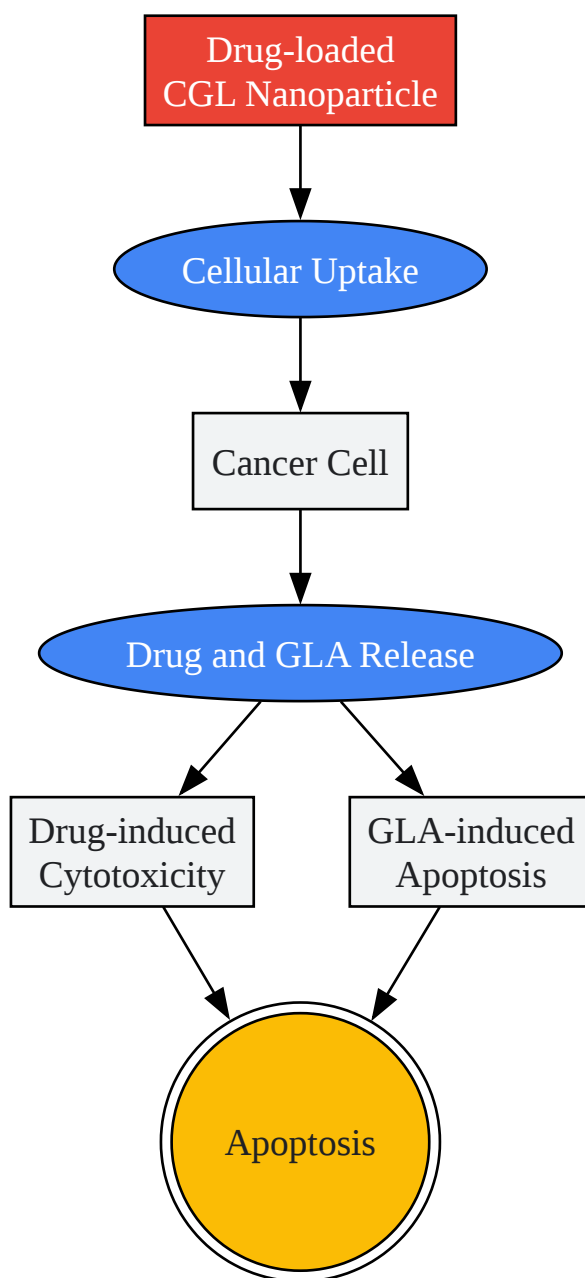 Drug-loaded
CGL Nanoparticle
Cellular Uptake
Cancer Cell
Drug and GLA Release
Drug-induced
Cytotoxicity
GLA-induced
Apoptosis
Apoptosis